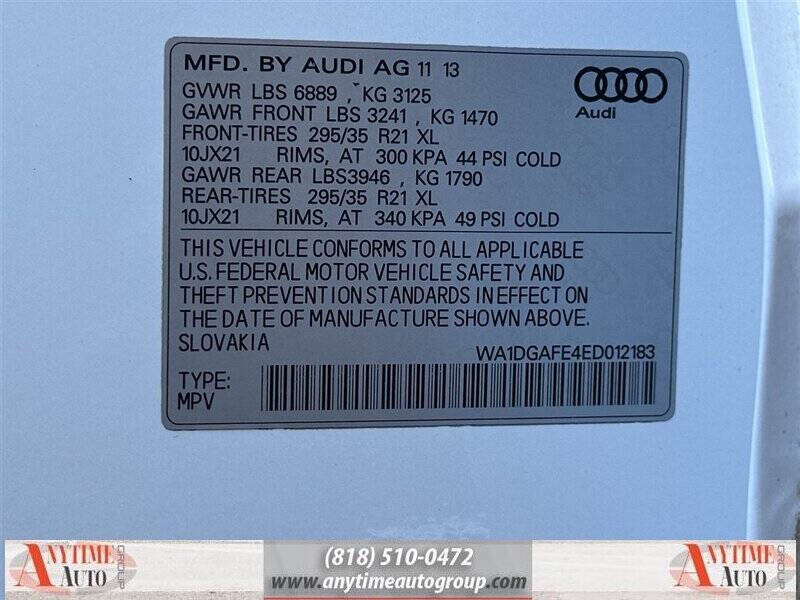 MFD. BY AUDI AG 11 13
GVWR LBS 6889 , KG 3125
GAWR FRONT LBS 3241 , KG 1470
FRONT-TIRES 295/35 R21 XL
10JX21 RIMS, AT 300 KPA 44 PSI COLD
GAWR REAR LBS3946 , KG 1790
REAR-TIRES 295/35 R21 XL
10JX21 RIMS, AT 340 KPA 49 PSI COLD
Audi
THIS VEHICLE CONFORMS TO ALL APPLICABLE
U.S. FEDERAL MOTOR VEHICLE SAFETY AND
THEFT PREVENTION STANDARDS IN EFFECT ON
THE DATE OF MANUFACTURE SHOWN ABOVE.
SLOVAKIA WA1DGAFE4ED012183
TYPE:
MPV
ANYTIME
AUTO
GROUP
(818) 510-0472
www.anytimeautogroup.com
ANYTIME
AUTO
GROUP